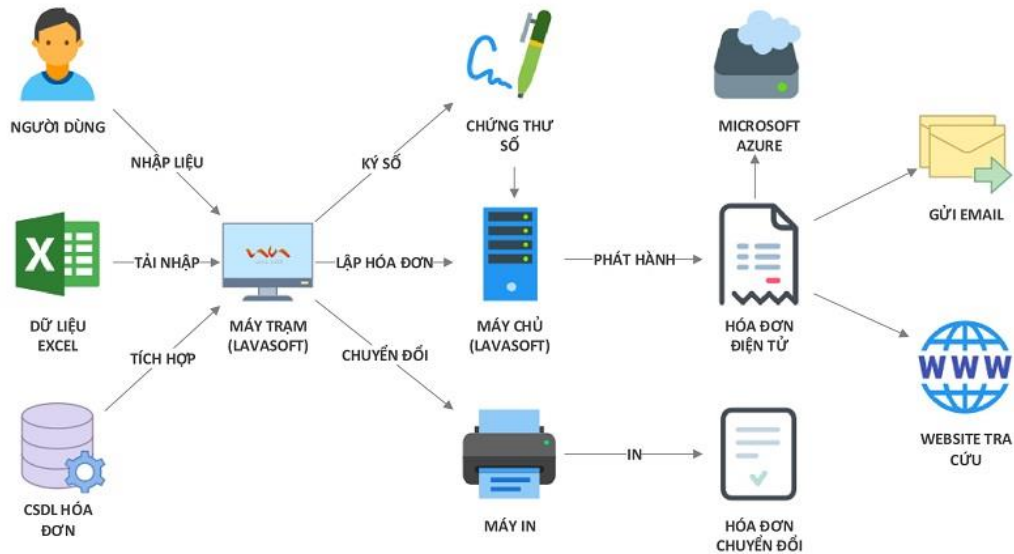 NGƯỜI DÙNG
CHỨNG THƯ
SỐ
MICROSOFT
AZURE
NHẬP LIỆU
KÝ SỐ
GỬI EMAIL
X
TẢI NHẬP
LẬP HÓA ĐƠN
PHÁT HÀNH
DỮ LIỆU
EXCEL
MÁY TRẠM
(LAVASOFT)
MÁY CHỦ
(LAVASOFT)
HÓA ĐƠN
ĐIỆN TỬ
TÍCH HỢP
CHUYỂN ĐỔI
WWW
WEBSITE TRA
CỨU
IN
CSDL HÓA
ĐƠN
MÁY IN
HÓA ĐƠN
CHUYỂN ĐỔI